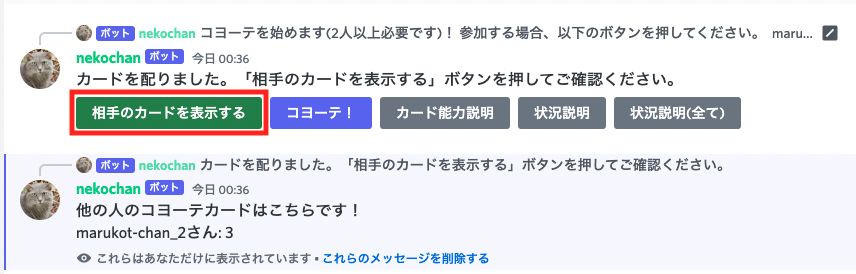 ボット nekochan コヨーテを始めます(2人以上必要です)！ 参加する場合、以下のボタンを押してください。 maru...
nekochan ボット 今日 00:36
カードを配りました。「相手のカードを表示する」ボタンを押してご確認ください。
相手のカードを表示する コヨーテ！ カード能力説明 状況説明 状況説明(全て)
ボット nekochan カードを配りました。「相手のカードを表示する」ボタンを押してご確認ください。
nekochan ボット 今日 00:36
他の人のコヨーテカードはこちらです！
marukot-chan_2さん: 3
これらはあなただけに表示されています • これらのメッセージを削除する